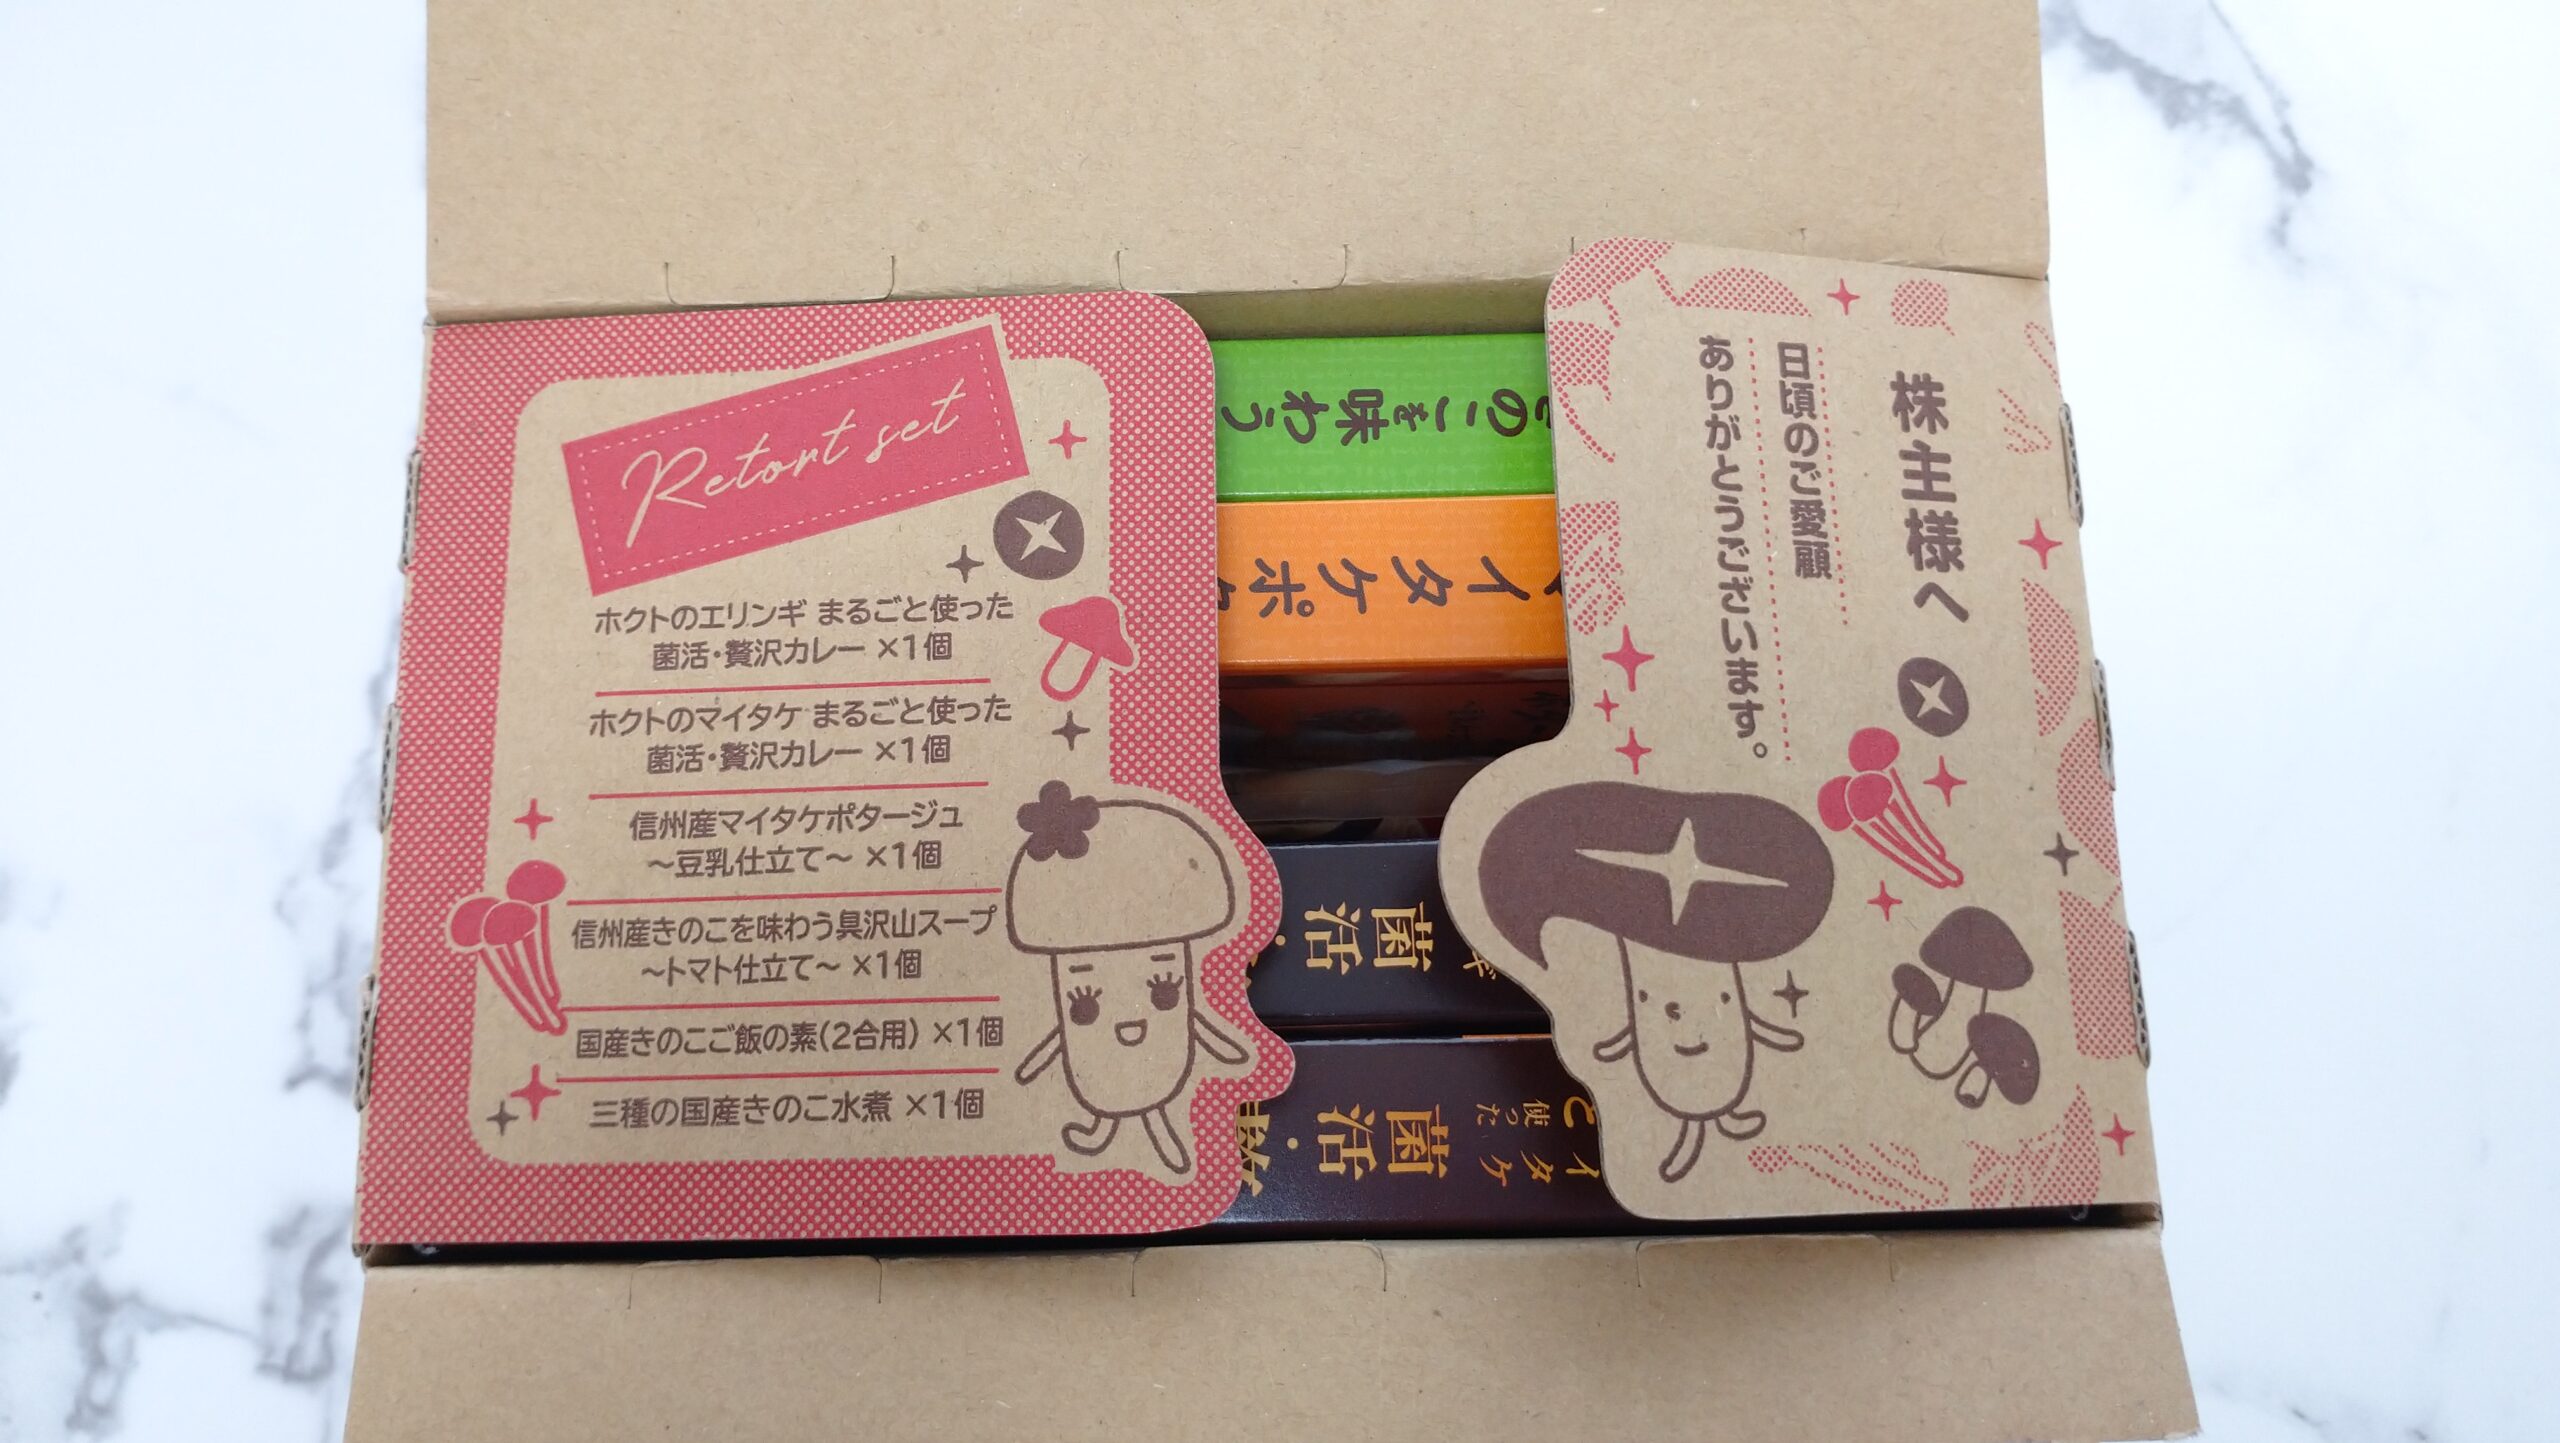 Retort set
ホクトのエリンギ まるごと使った
菌活・贅沢カレー ×1個
ホクトのマイタケ まるごと使った
菌活・贅沢カレー ×1個
信州産マイタケポタージュ
～豆乳仕立て～ ×1個
信州産きのこを味わう具沢山スープ
～トマト仕立て～ ×1個
国産きのこご飯の素(2合用) ×1個
三種の国産きのこ水煮 ×1個
のこを味わう
イタケポ
菌活・
菌活・
イタケ
と使った
株主様へ
日頃のご愛顧
ありがとうございます。